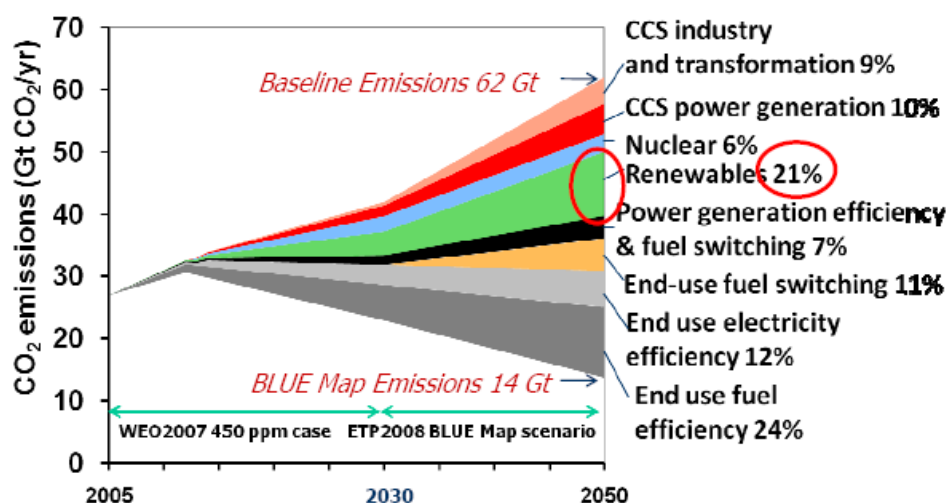 CO2 emissions (Gt CO2/yr)
70
60
50
40
30
20
10
0
2005
2030
2050
Baseline Emissions 62 Gt
BLUE Map Emissions 14 Gt
WEO2007 450 ppm case
ETP2008 BLUE Map scenario
CCS industry
and transformation 9%
CCS power generation 10%
Nuclear 6%
Renewables 21%
Power generation efficiency
& fuel switching 7%
End-use fuel switching 11%
End use electricity
efficiency 12%
End use fuel
efficiency 24%